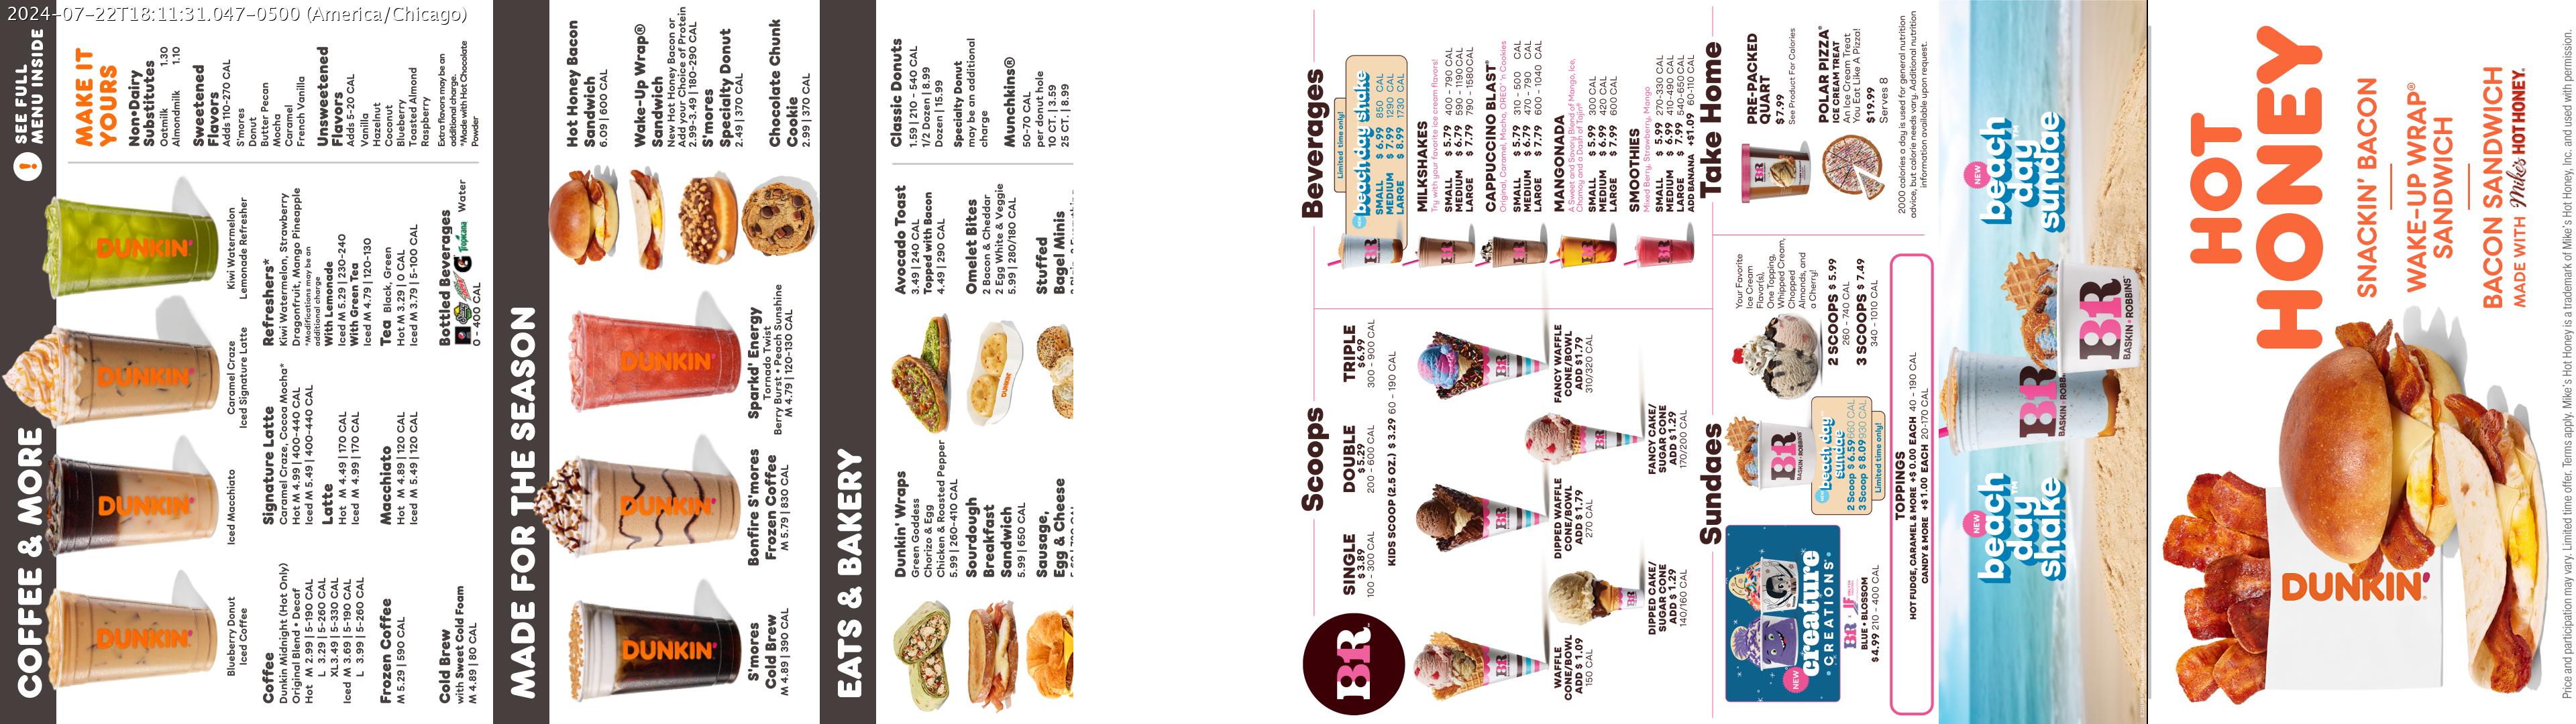 2024-07-22T18:11:31.047-0500 (America/Chicago)
COFFEE & MORE
! SEE FULL
MENU INSIDE
DUNKIN'
DUNKIN'
DUNKIN'
DUNKIN'
Blueberry Donut
Iced Coffee
Iced Macchiato
Caramel Craze
Iced Signature Latte
Kiwi Watermelon
Lemonade Refresher
Coffee
Dunkin Midnight (Hot Only)
Original Blend • Decaf
Hot M 2.99 | 5-190 CAL
L 3.29 | 5-260 CAL
XL3.49 | 5-330 CAL
Iced M 3.69 | 5-190 CAL
L 3.99 | 5-260 CAL
Frozen Coffee
M 5.29 | 590 CAL
Cold Brew
with Sweet Cold Foam
M 4.89 | 80 CAL
Signature Latte
Caramel Craze, Cocoa Mocha*
Hot M 4.99 | 400-440 CAL
Iced M 5.49 | 400-440 CAL
Latte
Hot M 4.49 | 170 CAL
Iced M 4.99 | 170 CAL
Macchiato
Hot M 4.89 | 120 CAL
Iced M 5.49 | 120 CAL
Refreshers*
Kiwi Watermelon, Strawberry
Dragonfruit, Mango Pineapple
*Modifications may be an
additional charge
With Lemonade
Iced M 5.29 | 230-240
With Green Tea
Iced M 4.79 | 120-130
Tea Black, Green
Hot M 3.29 | 0 CAL
Iced M 3.79 | 5-100 CAL
Bottled Beverages
G Tropicana Water
0 - 400 CAL
MAKE IT
YOURS
Non-Dairy
Substitutes
Oatmilk 1.30
Almondmilk 1.10
Sweetened
Flavors
Adds 110-270 CAL
S'mores
Donut
Butter Pecan
Mocha
Caramel
French Vanilla
Unsweetened
Flavors
Adds 5-20 CAL
Vanilla
Hazelnut
Coconut
Blueberry
Toasted Almond
Raspberry
Extra flavors may be an
additional charge.
*Made with Hot Chocolate
Powder
MADE FOR THE SEASON
DUNKIN'
DUNKIN'
DUNKIN'
S'mores
Cold Brew
M 4.89 | 390 CAL
Bonfire S'mores
Frozen Coffee
M 5.79 | 830 CAL
Sparkd' Energy
Tornado Twist
Berry Burst • Peach Sunshine
M 4.79 | 120-130 CAL
Hot Honey Bacon
Sandwich
6.09 | 600 CAL
Wake-Up Wrap®
Sandwich
New Hot Honey Bacon or
Add your Choice of Protein
2.99-3.49 | 180-290 CAL
S'mores
Specialty Donut
2.49 | 370 CAL
Chocolate Chunk
Cookie
2.99 | 370 CAL
EATS & BAKERY
Dunkin' Wraps
Green Goddess
Chorizo & Egg
Chicken & Roasted Pepper
5.99 | 260-410 CAL
Sourdough
Breakfast
Sandwich
5.99 | 650 CAL
Sausage,
Egg & Cheese
Avocado Toast
3.49 | 240 CAL
Topped with Bacon
4.49 | 290 CAL
Omelet Bites
2 Bacon & Cheddar
2 Egg White & Veggie
5.99 | 280/180 CAL
Stuffed
Bagel Minis
Classic Donuts
1.59 | 210 - 540 CAL
1/2 Dozen | 8.99
Dozen | 15.99
Specialty Donut
may be an additional
charge
Munchkins®
50-70 CAL
per donut hole
10 CT. | 3.59
25 CT. | 8.99
BR
Scoops
SINGLE
$3.89
100 - 300 CAL
DOUBLE
$5.29
200 - 600 CAL
TRIPLE
$6.99
300 - 900 CAL
KIDS SCOOP (2.5 OZ.) $ 3.29 60 - 190 CAL
WAFFLE
CONE/BOWL
ADD $ 1.09
150 CAL
DIPPED WAFFLE
CONE/BOWL
ADD $1.79
270 CAL
FANCY WAFFLE
CONE/BOWL
ADD $1.79
310/320 CAL
DIPPED CAKE/
SUGAR CONE
ADD $ 1.29
140/160 CAL
FANCY CAKE/
SUGAR CONE
ADD $1.29
170/200 CAL
Beverages
Limited time only!
beach day shake
SMALL $ 6.99 850 CAL
MEDIUM $ 7.99 1290 CAL
LARGE $ 8.99 1730 CAL
MILKSHAKES
Try with your favorite ice cream flavors!
SMALL $ 5.79 400 - 790 CAL
MEDIUM $ 6.79 590 - 1190 CAL
LARGE $ 7.79 790 - 1580 CAL
CAPPUCCINO BLAST®
Original, Caramel, Mocha, OREO® 'n Cookies
SMALL $ 5.79 310 - 500 CAL
MEDIUM $ 6.79 470 - 790 CAL
LARGE $ 7.79 600 - 1040 CAL
MANGONADA
A Sweet and Savory Blend of Mango, Ice,
Chamoy and a Dash of Tajín®
SMALL $ 5.99 300 CAL
MEDIUM $ 6.99 420 CAL
LARGE $ 7.99 600 CAL
SMOOTHIES
Mixed Berry, Strawberry, Mango
SMALL $ 5.99 270-330 CAL
MEDIUM $ 6.99 410-490 CAL
LARGE $ 7.99 540-650 CAL
ADD BANANA +$1.09 60-110 CAL
Sundaes
NEW
creature
CREATIONS®
BR
BLUE • BLOSSOM
$4.99 210 - 400 CAL
BR
BASKIN-ROBBINS
beach day
sundae
2 Scoop $ 6.59 660 CAL
3 Scoop $ 8.09 930 CAL
Limited time only!
Your Favorite
Ice Cream
Flavor(s),
One Topping,
Whipped Cream,
Chopped
Almonds, and
a Cherry!
2 SCOOPS $ 5.99
260 - 740 CAL
3 SCOOPS $ 7.49
340 - 1010 CAL
TOPPINGS
HOT FUDGE, CARAMEL & MORE +$ 0.00 EACH 40 - 190 CAL
CANDY & MORE +$ 1.00 EACH 20-170 CAL
Take Home
PRE-PACKED
QUART
$ 7.99
See Product For Calories
POLAR PIZZA®
ICE CREAM TREAT
An Ice Cream Treat
You Eat Like A Pizza!
$19.99
Serves 8
2000 calories a day is used for general nutrition
advice, but calorie needs vary. Additional nutrition
information available upon request.
NEW
beach
day™
shake
BR
BR
BASKIN-ROBBINS
NEW
beach
day™
sundae
HOT
HONEY
SNACKIN' BACON
WAKE-UP WRAP®
SANDWICH
BACON SANDWICH
MADE WITH Mike's HOT HONEY.
DUNKIN'
Price and participation may vary. Limited time offer. Terms apply. Mike's Hot Honey is a trademark of Mike's Hot Honey, Inc. and used with permission.